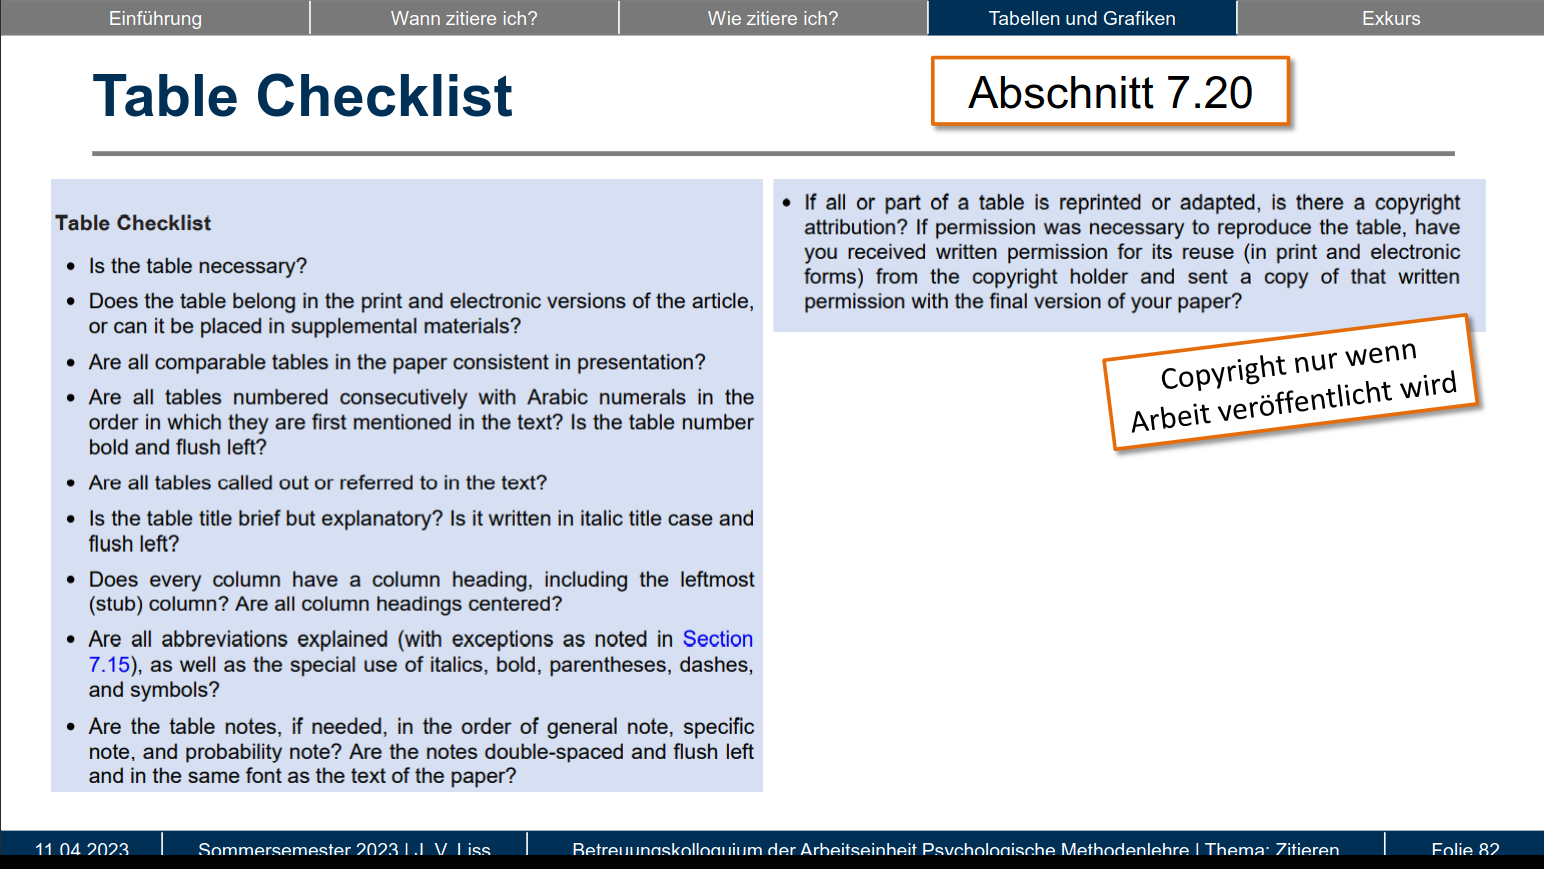 Einführung
Wann zitiere ich?
Wie zitiere ich?
Tabellen und Grafiken
Exkurs
Table Checklist
Abschnitt 7.20
Table Checklist
• Is the table necessary?
• Does the table belong in the print and electronic versions of the article,
or can it be placed in supplemental materials?
• Are all comparable tables in the paper consistent in presentation?
• Are all tables numbered consecutively with Arabic numerals in the
order in which they are first mentioned in the text? Is the table number
bold and flush left?
• Are all tables called out or referred to in the text?
• Is the table title brief but explanatory? Is it written in italic title case and
flush left?
• Does every column have a column heading, including the leftmost
(stub) column? Are all column headings centered?
• Are all abbreviations explained (with exceptions as noted in Section
7.15), as well as the special use of italics, bold, parentheses, dashes,
and symbols?
• Are the table notes, if needed, in the order of general note, specific
note, and probability note? Are the notes double-spaced and flush left
and in the same font as the text of the paper?
• If all or part of a table is reprinted or adapted, is there a copyright
attribution? If permission was necessary to reproduce the table, have
you received written permission for its reuse (in print and electronic
forms) from the copyright holder and sent a copy of that written
permission with the final version of your paper?
Copyright nur wenn
Arbeit veröffentlicht wird
11.04.2023
Sommersemester 2023 | J. V. Liss
Betreuungskolloquium der Arbeitseinheit Psychologische Methodenlehre | Thema: Zitieren
Folie 82